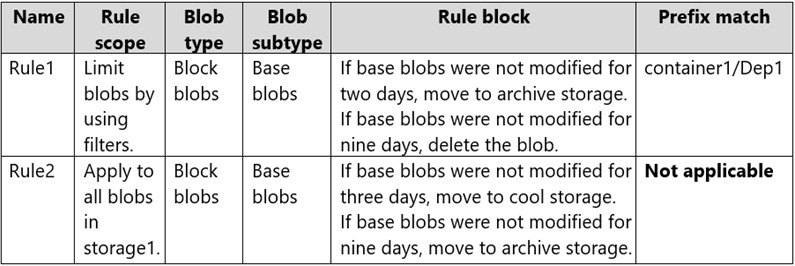 Name Rule scope Blob type Blob subtype Rule block Prefix match
Rule1 Limit blobs by using filters. Block blobs Base blobs If base blobs were not modified for two days, move to archive storage. If base blobs were not modified for nine days, delete the blob. container1/Dep1
Rule2 Apply to all blobs in storage1. Block blobs Base blobs If base blobs were not modified for three days, move to cool storage. If base blobs were not modified for nine days, move to archive storage. Not applicable